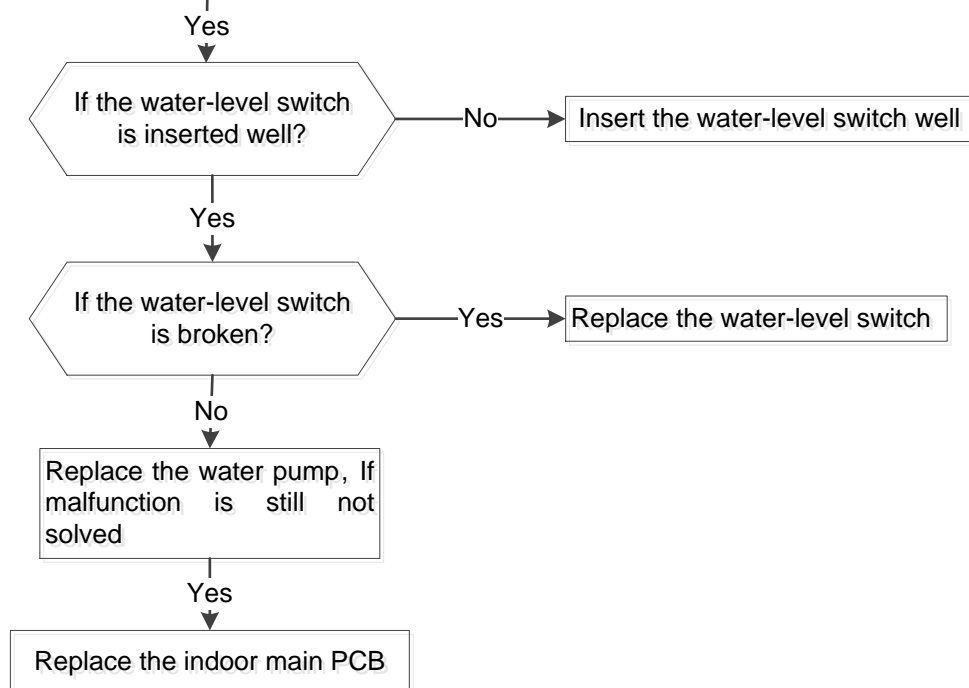 Yes
If the water-level switch
is inserted well?
No
Insert the water-level switch well
Yes
If the water-level switch
is broken?
Yes
Replace the water-level switch
No
Replace the water pump, If
malfunction is still not
solved
Yes
Replace the indoor main PCB